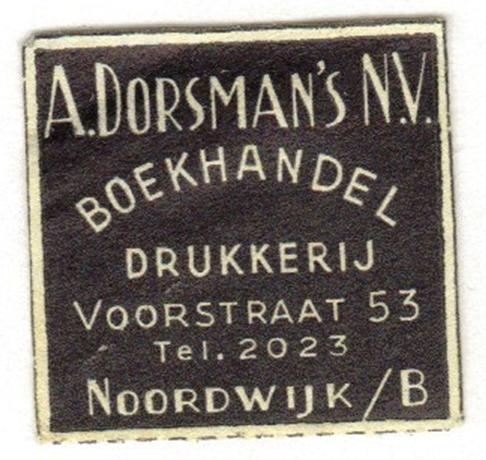 A. DORSMAN'S N.V.
BOEKHANDEL
DRUKKERIJ
VOORSTRAAT 53
Tel. 2023
NOORDWIJK/B